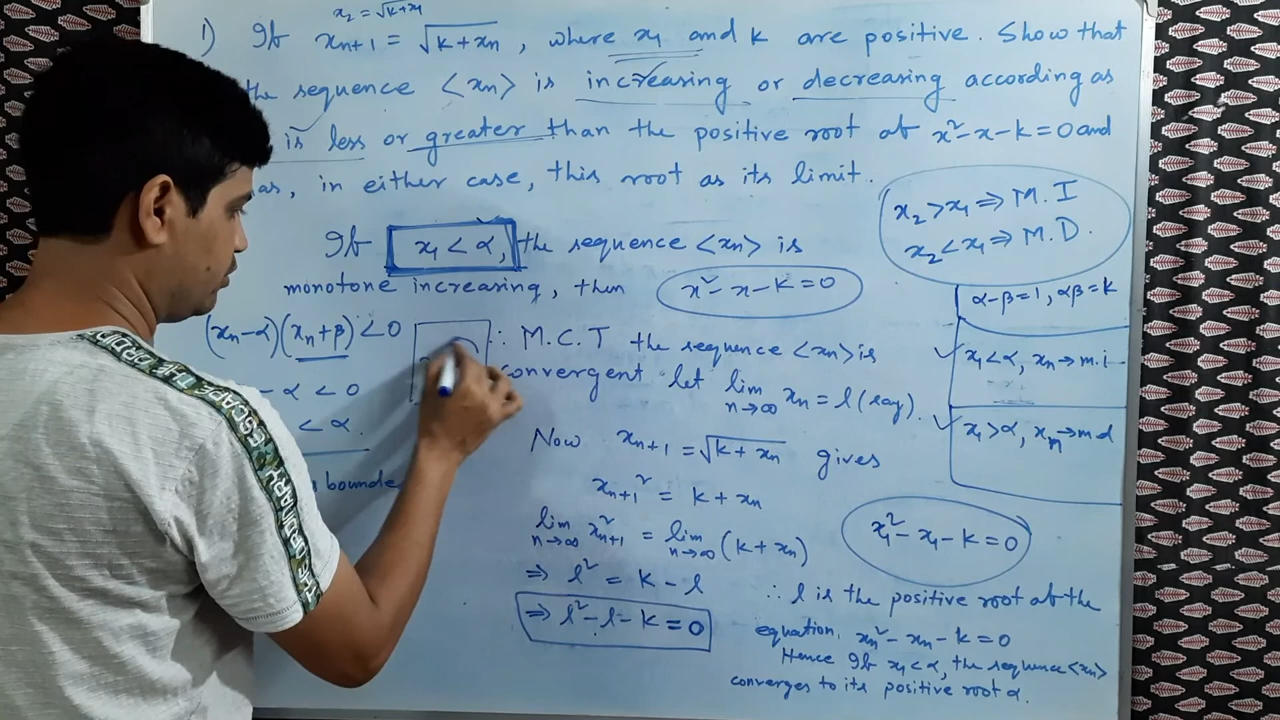 x₂ = √k+x₁
1) If xₙ₊₁ = √k+xₙ , where x₁ and k are positive. Show that
the sequence <xₙ> is increasing or decreasing according as
is less or greater than the positive root of x²-x-k=0 and
has, in either case, this root as its limit.
x₂>x₁ ⇒ M.I
x₂<x₁ ⇒ M.D.
If x₁ < α, the sequence <xₙ> is
monotone increasing, then x²-x-k=0
α-β=1, αβ=k
(xₙ-α)(xₙ+β)<0
∴ M.C.T the sequence <xₙ> is
convergent let lim n→∞ xₙ = l (say).
x₁<α, xₙ→m.i
x₁>α, xₙ→m d
- α < 0
< α.
bounde
Now xₙ₊₁ = √k+xₙ gives
xₙ₊₁² = k + xₙ
lim n→∞ xₙ₊₁² = lim n→∞ (k+xₙ)
⇒ l² = k - l
⇒ l²-l-k=0
x₁²-x₁-k=0
∴ l is the positive root of the
equation, xₙ²-xₙ-k=0
Hence If x₁<α, the sequence <xₙ>
converges to its positive root α.
ESCAPE THE ORDINARY